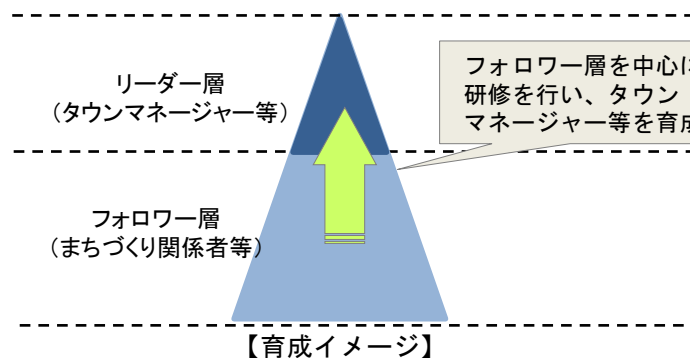 リーダー層
（タウンマネージャー等）
フォロワー層を中心に
研修を行い、タウン
マネージャー等を育成
フォロワー層
（まちづくり関係者等）
【育成イメージ】